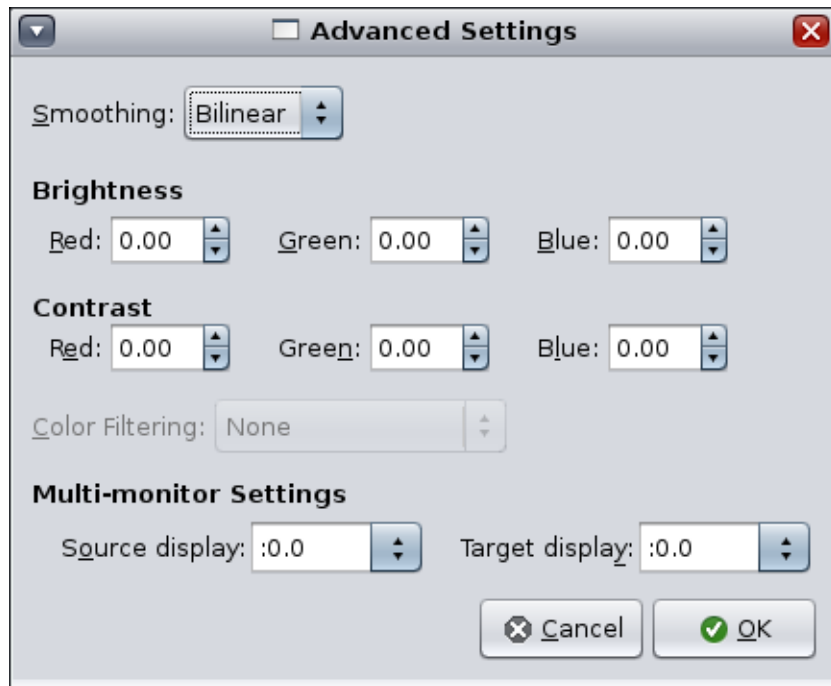 Advanced Settings
Smoothing: Bilinear
Brightness
Red: 0.00 Green: 0.00 Blue: 0.00
Contrast
Red: 0.00 Green: 0.00 Blue: 0.00
Color Filtering: None
Multi-monitor Settings
Source display: :0.0 Target display: :0.0
Cancel OK